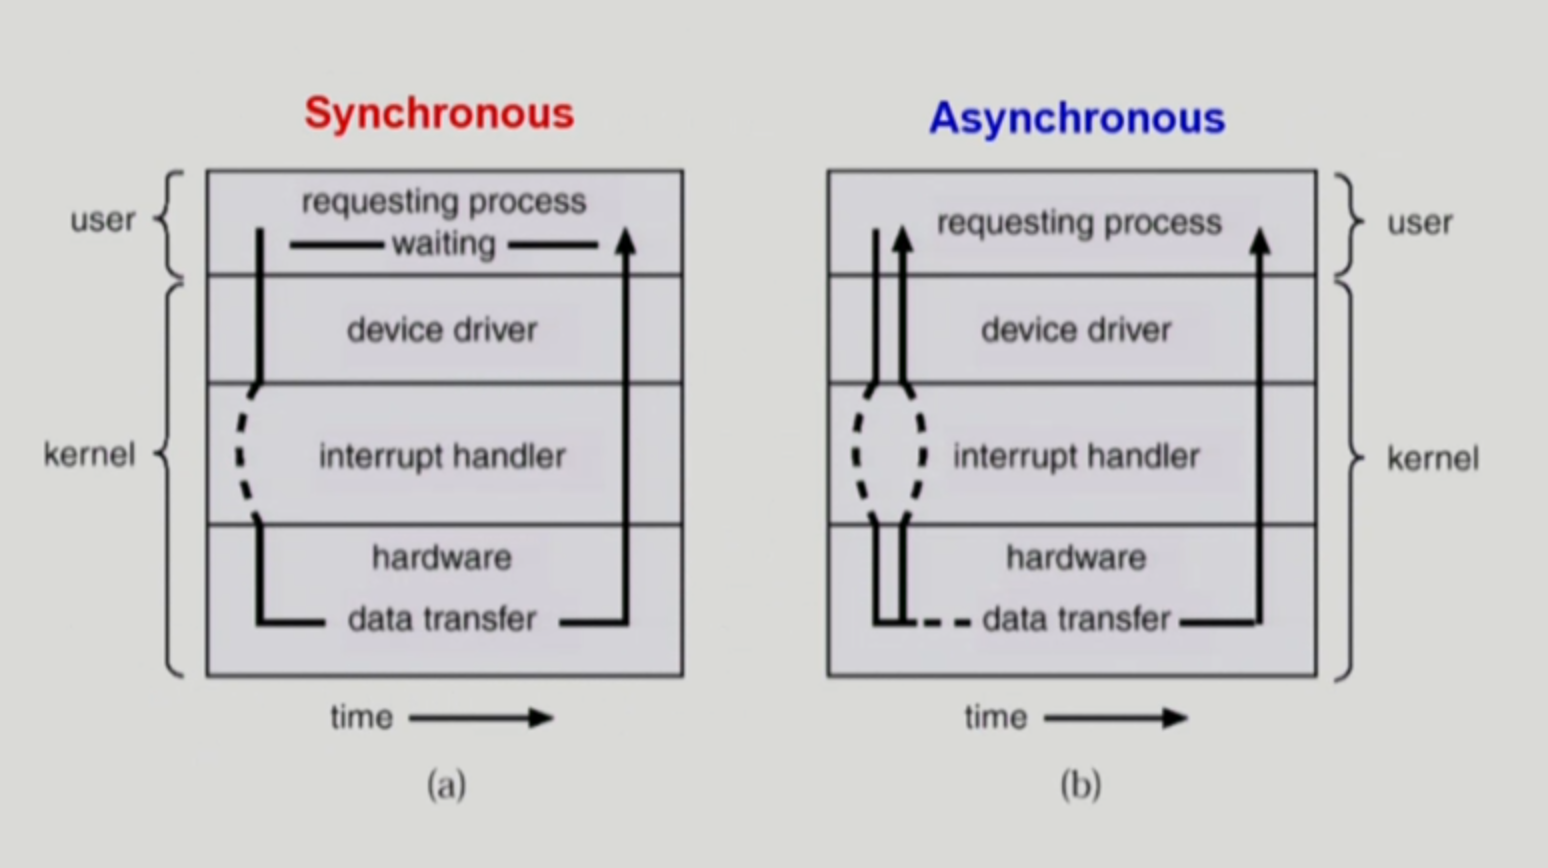 Synchronous
user
requesting process
waiting
device driver
kernel
interrupt handler
hardware
data transfer
time
(a)
Asynchronous
requesting process
user
device driver
interrupt handler
kernel
hardware
data transfer
time
(b)